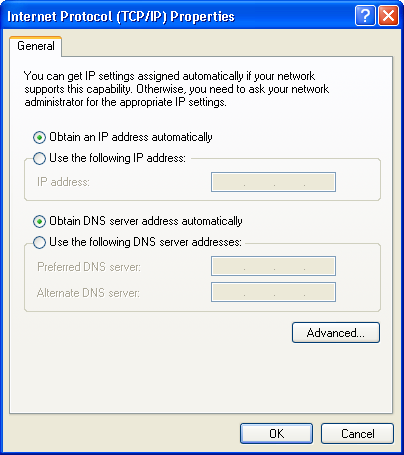 Internet Protocol (TCP/IP) Properties
General
You can get IP settings assigned automatically if your network
supports this capability. Otherwise, you need to ask your network
administrator for the appropriate IP settings.
Obtain an IP address automatically
Use the following IP address:
IP address:
. . .
Obtain DNS server address automatically
Use the following DNS server addresses:
Preferred DNS server:
. . .
Alternate DNS server:
. . .
Advanced...
OK
Cancel